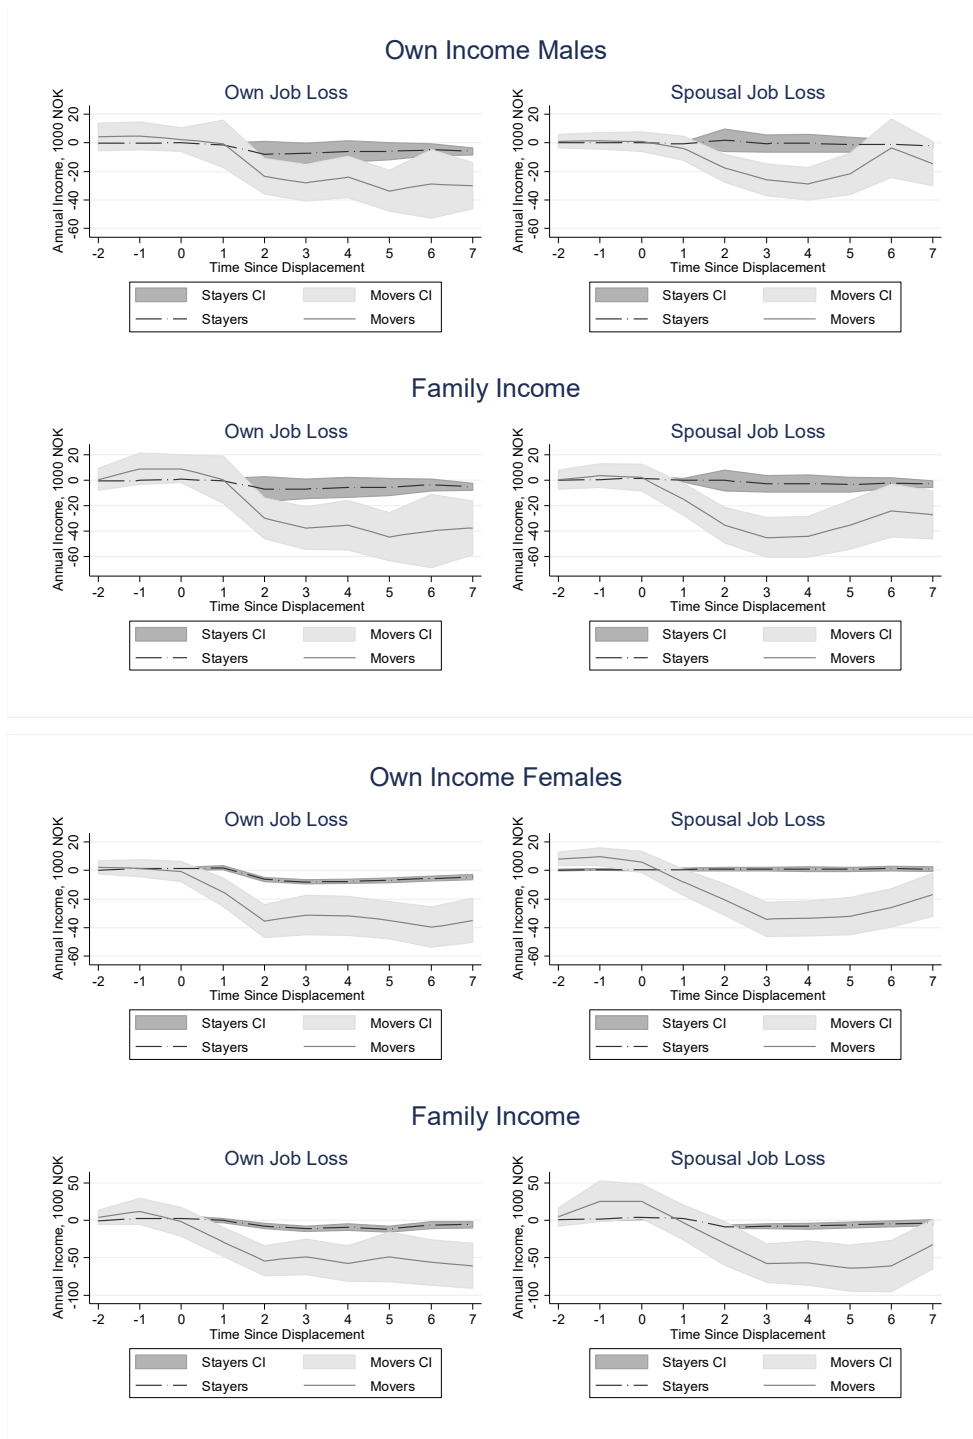 Own Income Males
Own Job Loss
Annual Income, 1000 NOK
20
0
-20
-40
-60
-2 -1 0 1 2 3 4 5 6 7
Time Since Displacement
Stayers CI Movers CI
Stayers Movers
Spousal Job Loss
Annual Income, 1000 NOK
20
0
-20
-40
-60
-2 -1 0 1 2 3 4 5 6 7
Time Since Displacement
Stayers CI Movers CI
Stayers Movers
Family Income
Own Job Loss
Annual Income, 1000 NOK
20
0
-20
-40
-60
-2 -1 0 1 2 3 4 5 6 7
Time Since Displacement
Stayers CI Movers CI
Stayers Movers
Spousal Job Loss
Annual Income, 1000 NOK
20
0
-20
-40
-60
-2 -1 0 1 2 3 4 5 6 7
Time Since Displacement
Stayers CI Movers CI
Stayers Movers
Own Income Females
Own Job Loss
Annual Income, 1000 NOK
20
0
-20
-40
-60
-2 -1 0 1 2 3 4 5 6 7
Time Since Displacement
Stayers CI Movers CI
Stayers Movers
Spousal Job Loss
Annual Income, 1000 NOK
20
0
-20
-40
-60
-2 -1 0 1 2 3 4 5 6 7
Time Since Displacement
Stayers CI Movers CI
Stayers Movers
Family Income
Own Job Loss
Annual Income, 1000 NOK
50
0
-50
-100
-2 -1 0 1 2 3 4 5 6 7
Time Since Displacement
Stayers CI Movers CI
Stayers Movers
Spousal Job Loss
Annual Income, 1000 NOK
50
0
-50
-100
-2 -1 0 1 2 3 4 5 6 7
Time Since Displacement
Stayers CI Movers CI
Stayers Movers